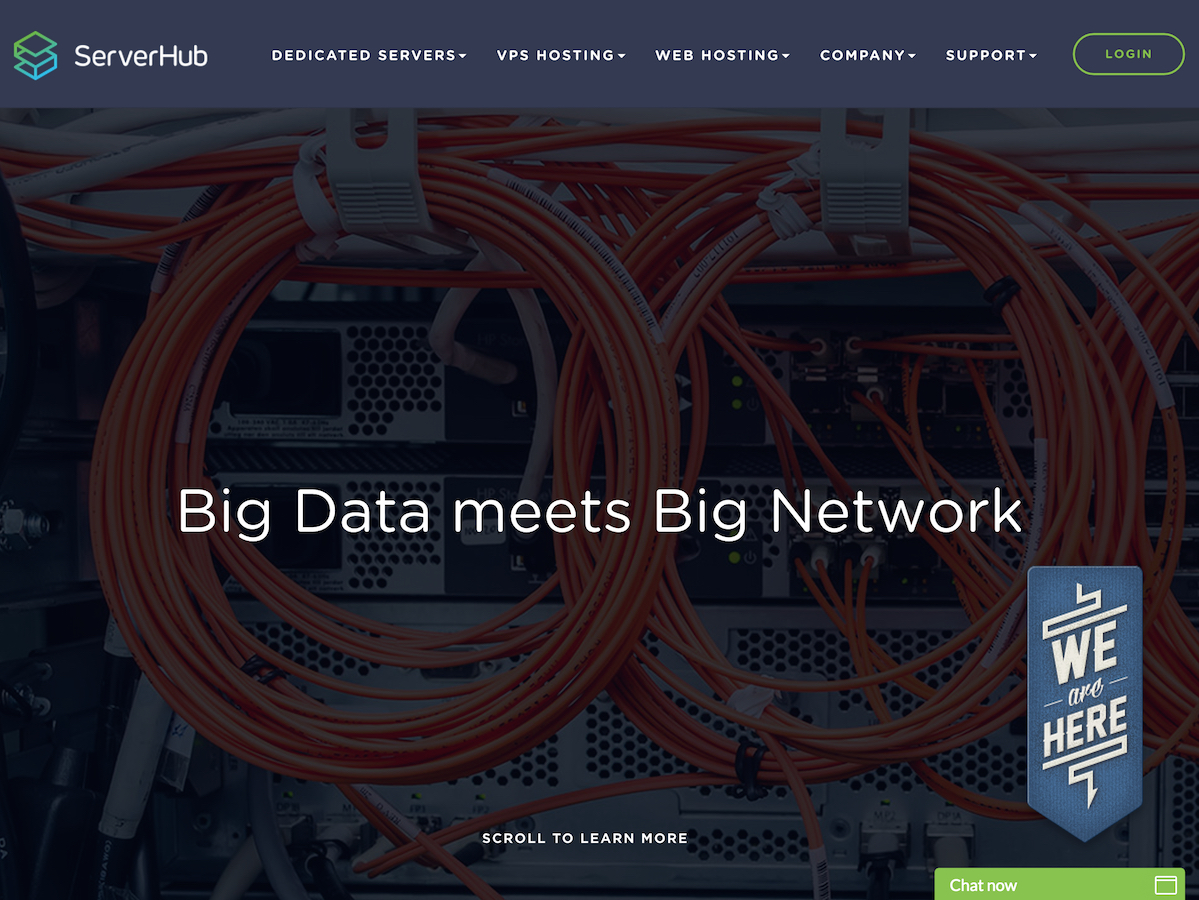 ServerHub
DEDICATED SERVERS
VPS HOSTING
WEB HOSTING
COMPANY
SUPPORT
LOGIN
Big Data meets Big Network
WE
are
HERE
SCROLL TO LEARN MORE
Chat now